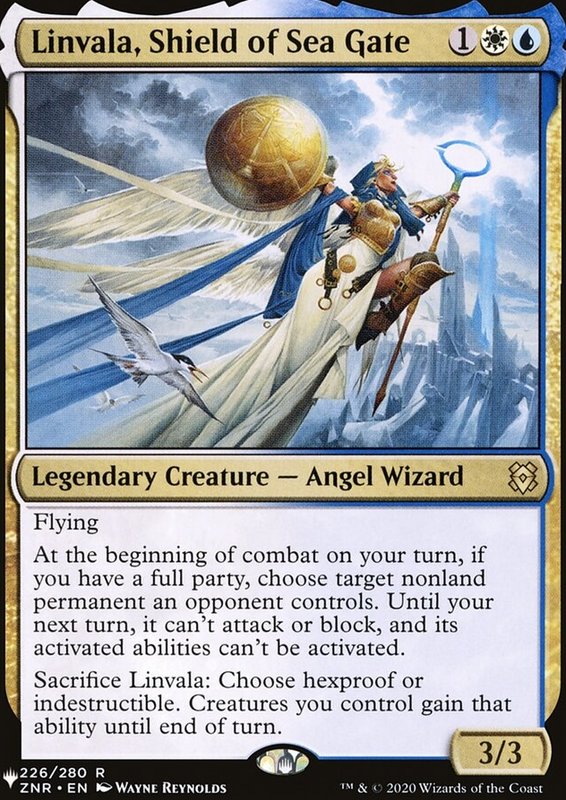 Linvala, Shield of Sea Gate 1
Legendary Creature — Angel Wizard
Flying
At the beginning of combat on your turn, if
you have a full party, choose target nonland
permanent an opponent controls. Until your
next turn, it can't attack or block, and its
activated abilities can't be activated.
Sacrifice Linvala: Choose hexproof or
indestructible. Creatures you control gain that
ability until end of turn.
3/3
226/280 R
ZNR • EN Wayne Reynolds
™ & © 2020 Wizards of the Coast